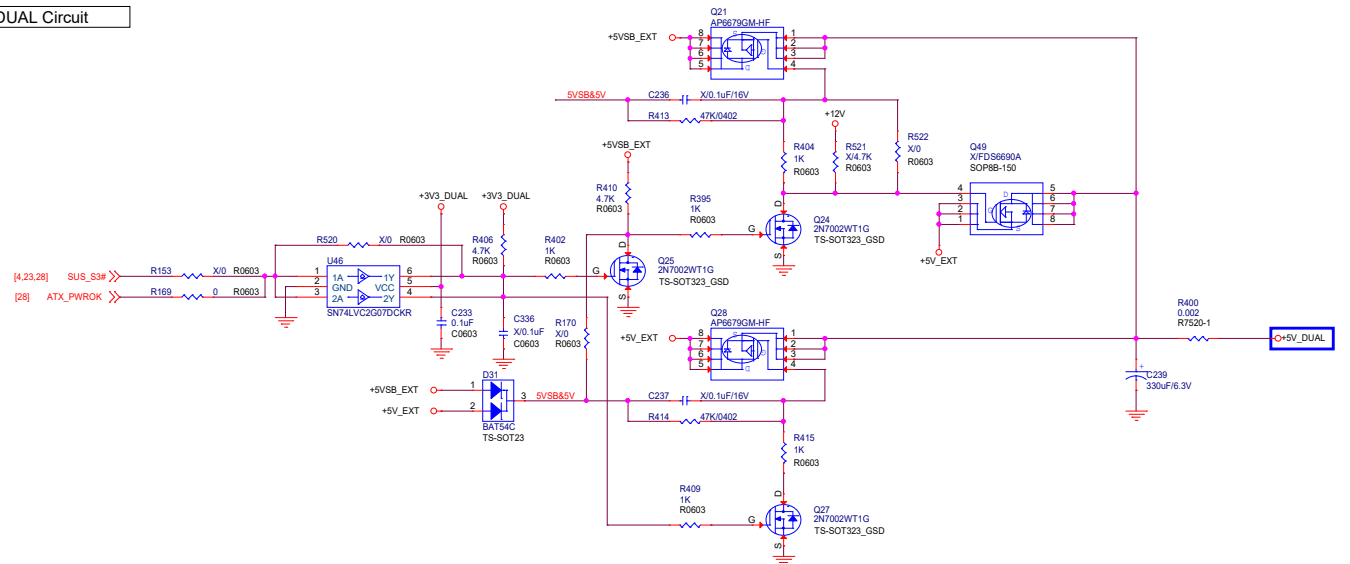 DUAL Circuit
Q21
AP6679GM-HF
+5VSB_EXT
8
7
6
5
1
2
3
4
S
D
G
5VSB&5V
C236
X/0.1uF/16V
R413
47K/0402
+12V
+5VSB_EXT
R404
1K
R0603
R521
X/4.7K
R0603
R522
X/0
R0603
Q49
X/FDS6690A
SOP8B-150
4
3
2
1
5
6
7
8
D
G
S
+5V_EXT
+3V3_DUAL
+3V3_DUAL
R410
4.7K
R0603
R395
1K
R0603
D
G
S
Q24
2N7002WT1G
TS-SOT323_GSD
R520
X/0
R0603
R406
4.7K
R0603
R402
1K
R0603
D
G
S
Q25
2N7002WT1G
TS-SOT323_GSD
[4,23,28]
SUS_S3#
R153
X/0
R0603
[28]
ATX_PWROK
R169
0
R0603
U46
1
2
3
1A
GND
2A
1Y
VCC
2Y
6
5
4
SN74LVC2G07DCKR
C233
0.1uF
C0603
C336
X/0.1uF
C0603
R170
X/0
R0603
Q28
AP6679GM-HF
+5V_EXT
8
7
6
5
1
2
3
4
S
D
G
R400
0.002
R7520-1
+5V_DUAL
+
C239
330uF/6.3V
D31
+5VSB_EXT
1
+5V_EXT
2
3
BAT54C
TS-SOT23
5VSB&5V
C237
X/0.1uF/16V
R414
47K/0402
R415
1K
R0603
R409
1K
R0603
D
G
S
Q27
2N7002WT1G
TS-SOT323_GSD